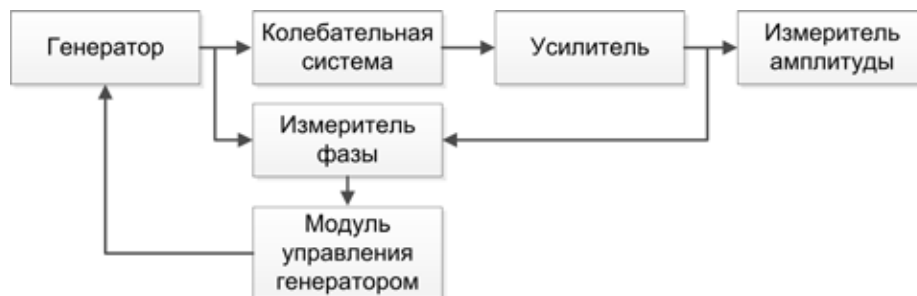 Генератор
Колебательная
система
Усилитель
Измеритель
амплитуды
Измеритель
фазы
Модуль
управления
генератором